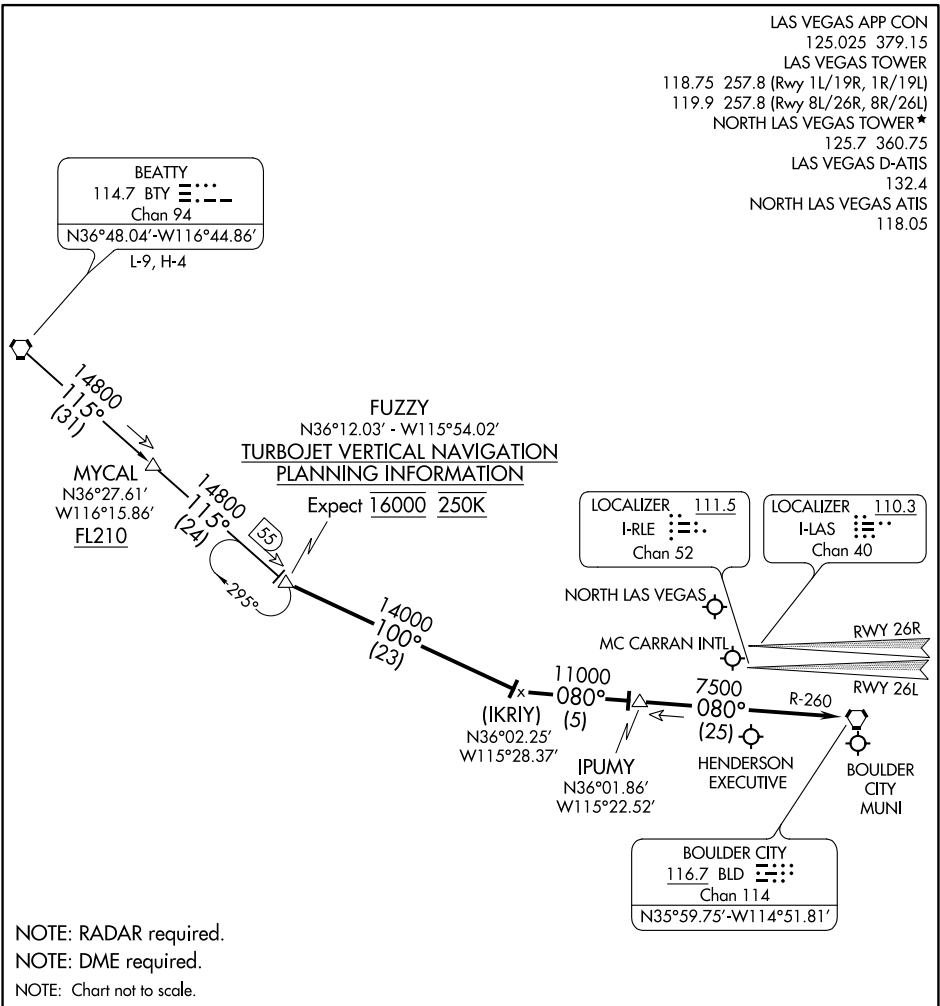 LAS VEGAS APP CON
125.025 379.15
LAS VEGAS TOWER
118.75 257.8 (Rwy 1L/19R, 1R/19L)
119.9 257.8 (Rwy 8L/26R, 8R/26L)
NORTH LAS VEGAS TOWER★
125.7 360.75
LAS VEGAS D-ATIS
132.4
NORTH LAS VEGAS ATIS
118.05
BEATTY
114.7 BTY
Chan 94
N36°48.04'-W116°44.86'
L-9, H-4
14800
115°
(31)
MYCAL
N36°27.61'
W116°15.86'
FL210
14800
115°
(24)
55
295°
FUZZY
N36°12.03' - W115°54.02'
TURBOJET VERTICAL NAVIGATION
PLANNING INFORMATION
Expect 16000 250K
14000
100°
(23)
(IKRIY)
N36°02.25'
W115°28.37'
11000
080°
(5)
IPUMY
N36°01.86'
W115°22.52'
LOCALIZER 111.5
I-RLE
Chan 52
LOCALIZER 110.3
I-LAS
Chan 40
NORTH LAS VEGAS
MC CARRAN INTL
RWY 26R
RWY 26L
7500
080°
(25)
R-260
HENDERSON
EXECUTIVE
BOULDER
CITY
MUNI
BOULDER CITY
116.7 BLD
Chan 114
N35°59.75'-W114°51.81'
NOTE: RADAR required.
NOTE: DME required.
NOTE: Chart not to scale.